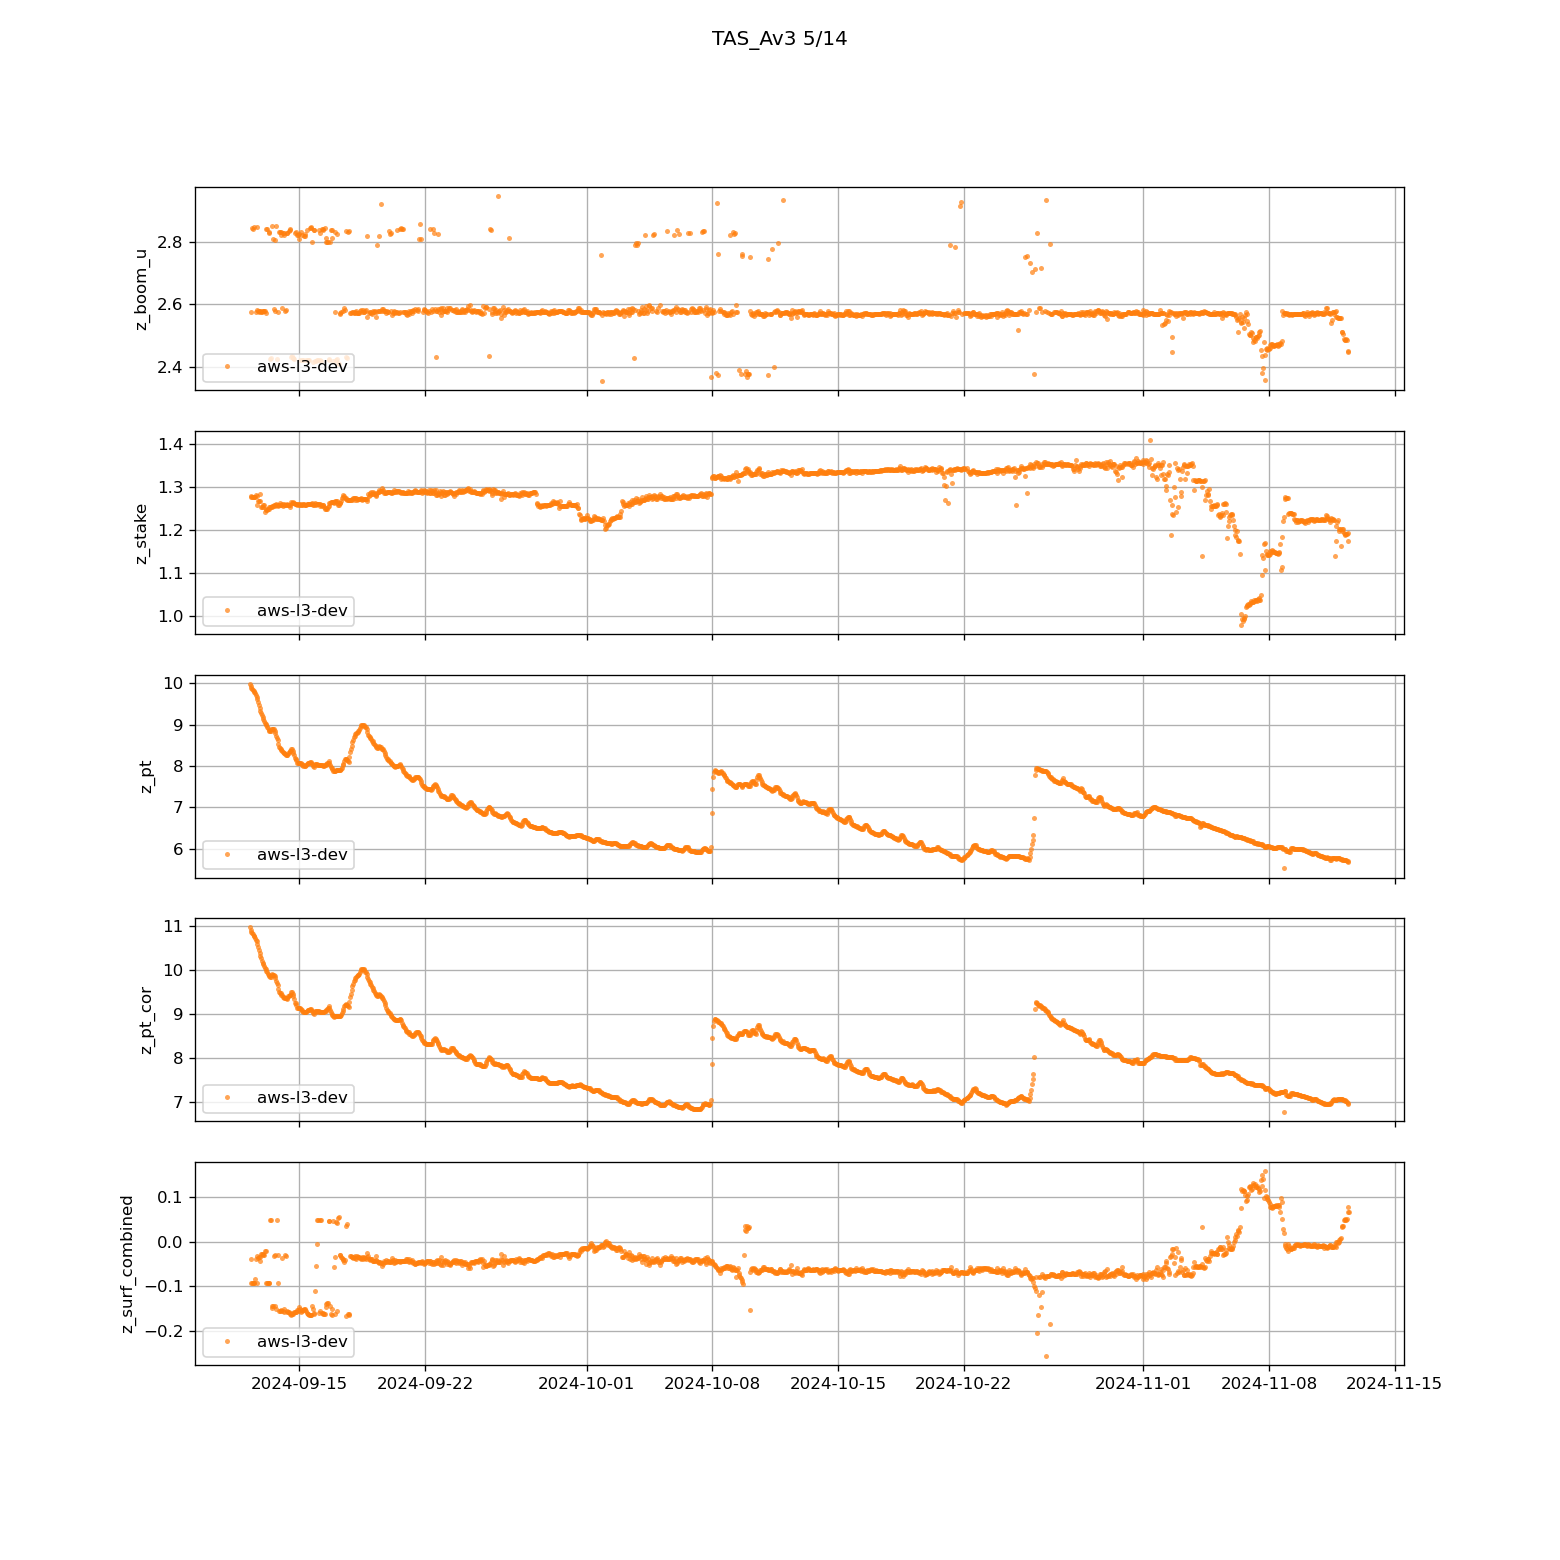 TAS_Av3 5/14
z_boom_u
2.8
2.6
2.4
aws-l3-dev
z_stake
1.4
1.3
1.2
1.1
1.0
aws-l3-dev
z_pt
10
9
8
7
6
aws-l3-dev
z_pt_cor
11
10
9
8
7
aws-l3-dev
z_surf_combined
0.1
0.0
−0.1
−0.2
aws-l3-dev
2024-09-15 2024-09-22 2024-10-01 2024-10-08 2024-10-15 2024-10-22 2024-11-01 2024-11-08 2024-11-15